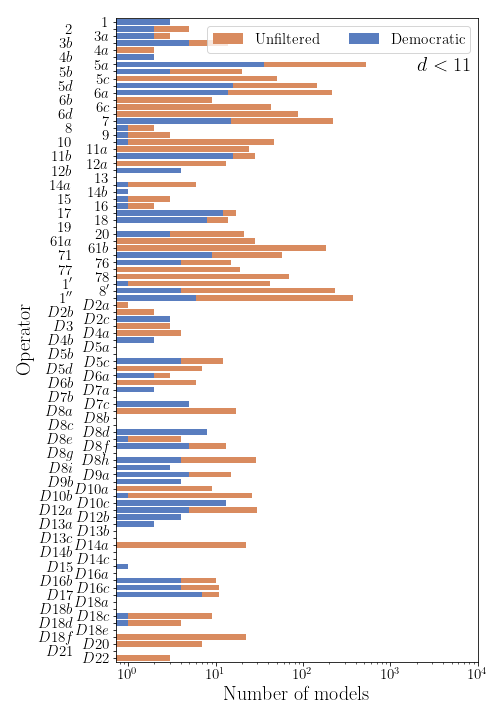 Unfiltered
Democratic
d < 11
Operator
1
2
3a
3b
4a
4b
5a
5b
5c
5d
6a
6b
6c
6d
7
8
9
10
11a
11b
12a
12b
13
14a
14b
15
16
17
18
19
20
61a
61b
71
76
77
78
1′
8′
1′′
D2a
D2b
D2c
D3
D4a
D4b
D5a
D5b
D5c
D5d
D6a
D6b
D7a
D7b
D7c
D8a
D8b
D8c
D8d
D8e
D8f
D8g
D8h
D8i
D9a
D9b
D10a
D10b
D10c
D12a
D12b
D13a
D13b
D13c
D14a
D14b
D14c
D15
D16a
D16b
D16c
D17
D18a
D18b
D18c
D18d
D18e
D18f
D20
D21
D22
10⁰
10¹
10²
10³
10⁴
Number of models